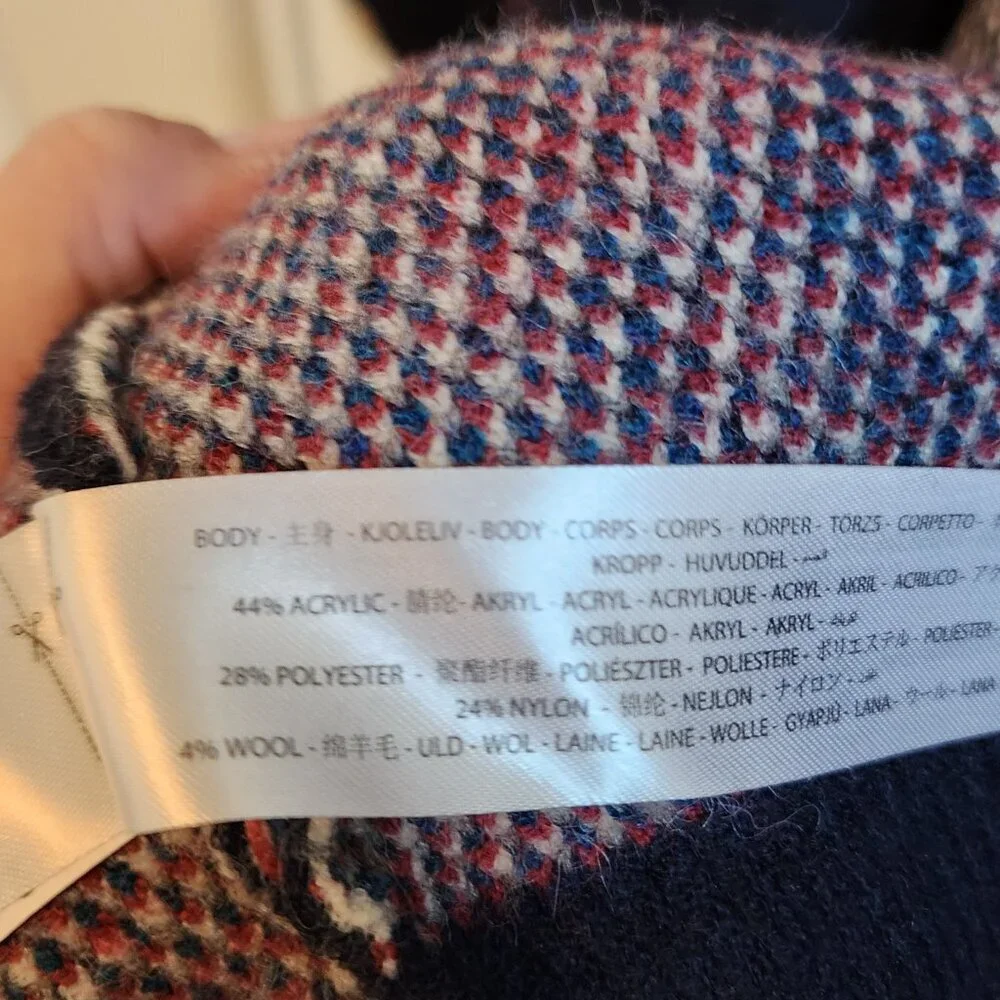 BODY - 主身 - KJOLELIV - BODY - CORPS - CORPS - KÖRPER - TÖRZS - CORPETTO -
KROPP - HUVUDDEL -
44% ACRYLIC - 腈纶 - AKRYL - ACRYL - ACRYLIQUE - ACRYL - AKRIL - ACRILICO -
ACRÍLICO - AKRYL - AKRYL -
28% POLYESTER - 聚酯纤维 - POLIÉSZTER - POLIESTERE - ポリエステル - POLIÉSTER
24% NYLON - 锦纶 - NEJLON - ナイロン -
4% WOOL - 绵羊毛 - ULD - WOL - LAINE - LAINE - WOLLE - GYAPJÚ - LANA - ウール - LANA